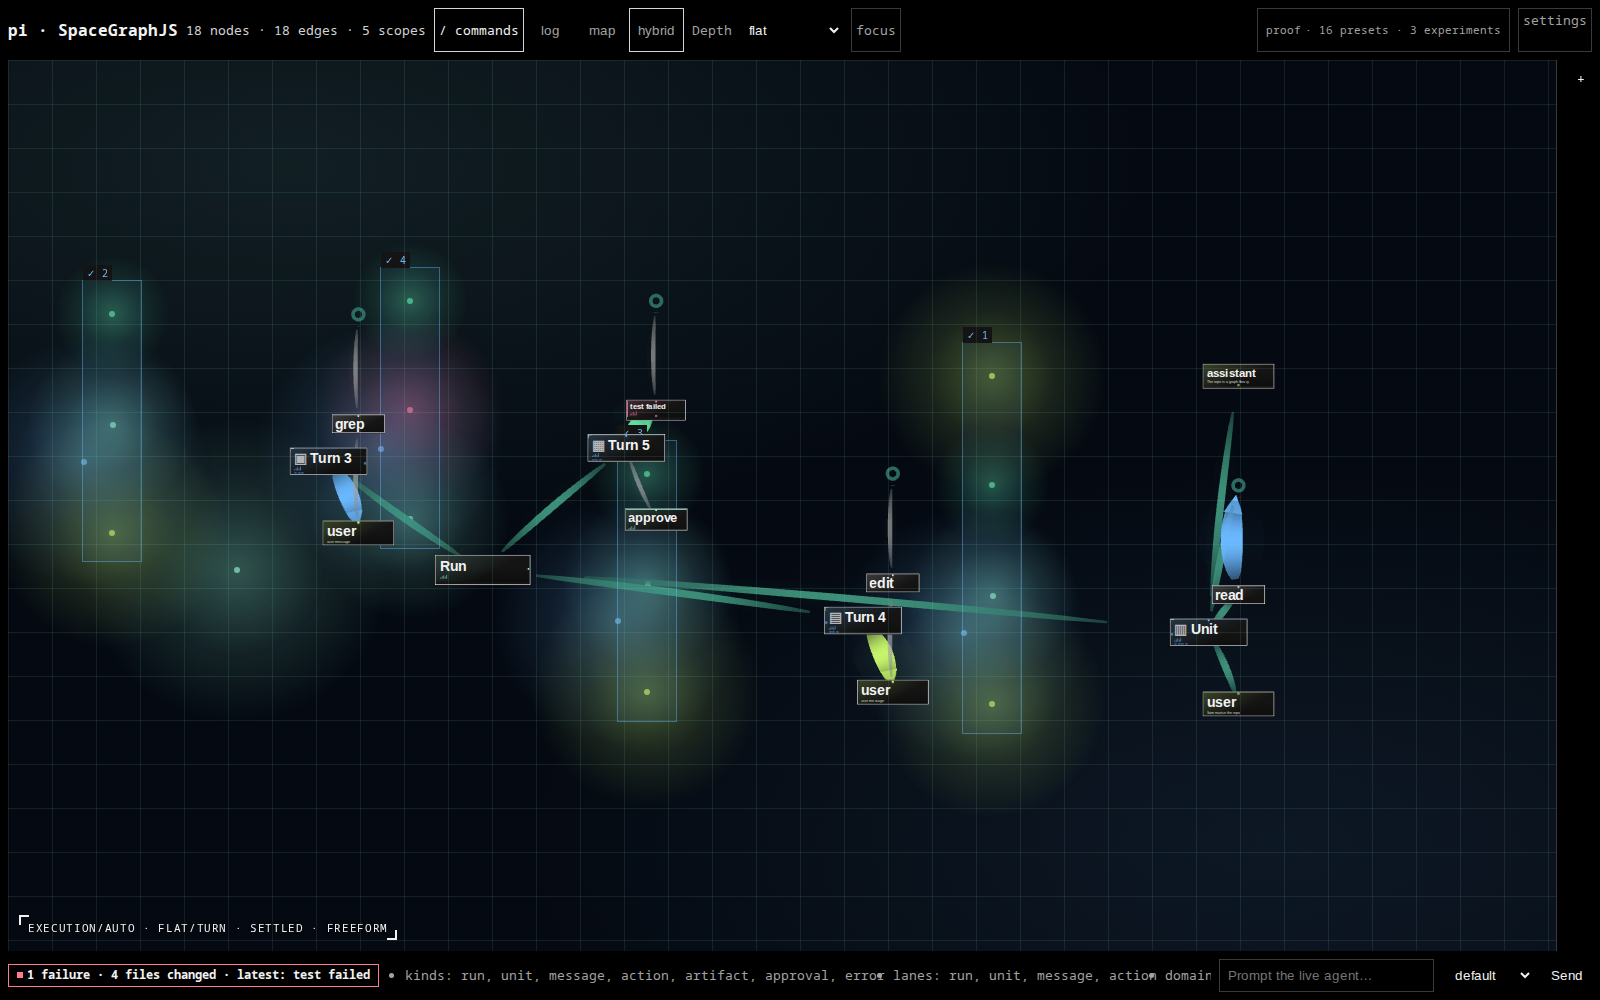 pi · SpaceGraphJS 18 nodes · 18 edges · 5 scopes / commands log map hybrid Depth flat focus proof · 16 presets · 3 experiments settings
+
✓ 4
✓ 2
✓ 1
assistant
test failed
grep
✓ 3
Turn 5
Turn 3
approve
user
Run
edit
read
Turn 4
Unit
user
user
EXECUTION/AUTO · FLAT/TURN · SETTLED · FREEFORM
1 failure · 4 files changed · latest: test failed kinds: run, unit, message, action, artifact, approval, error lanes: run, unit, message, action domain Prompt the live agent… default Send